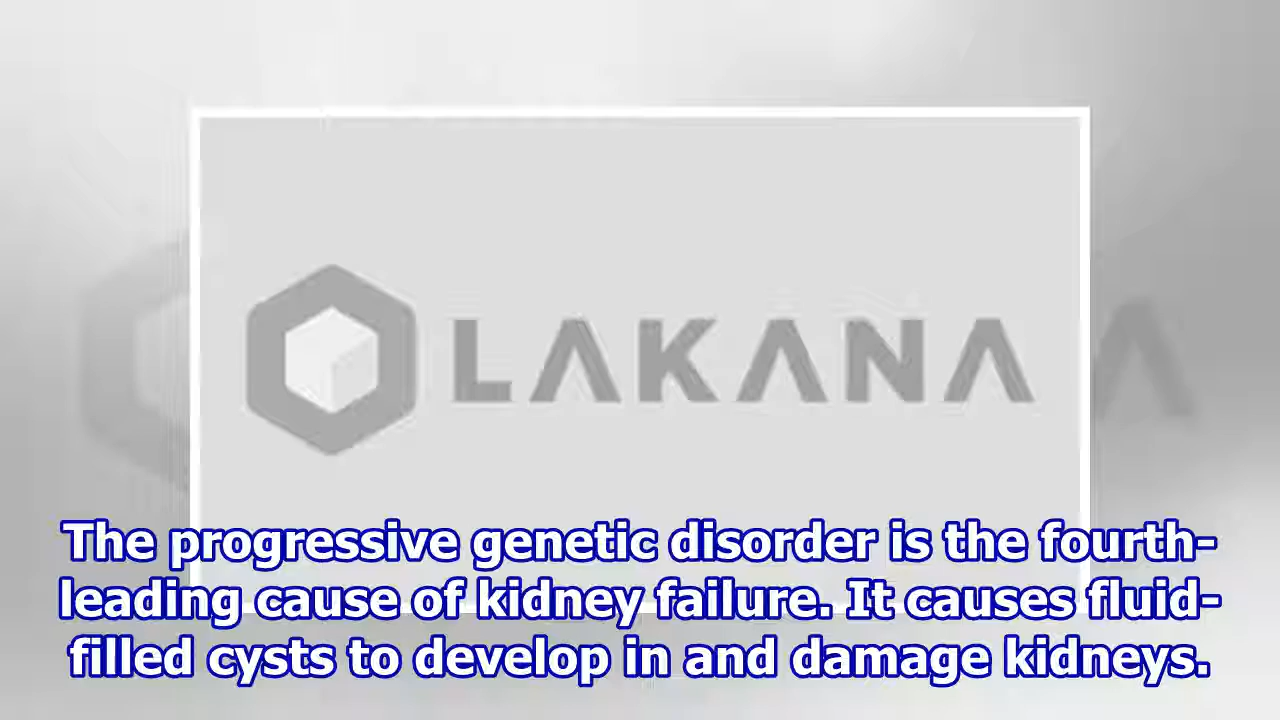 LAKANA
The progressive genetic disorder is the fourth-
leading cause of kidney failure. It causes fluid-
filled cysts to develop in and damage kidneys.